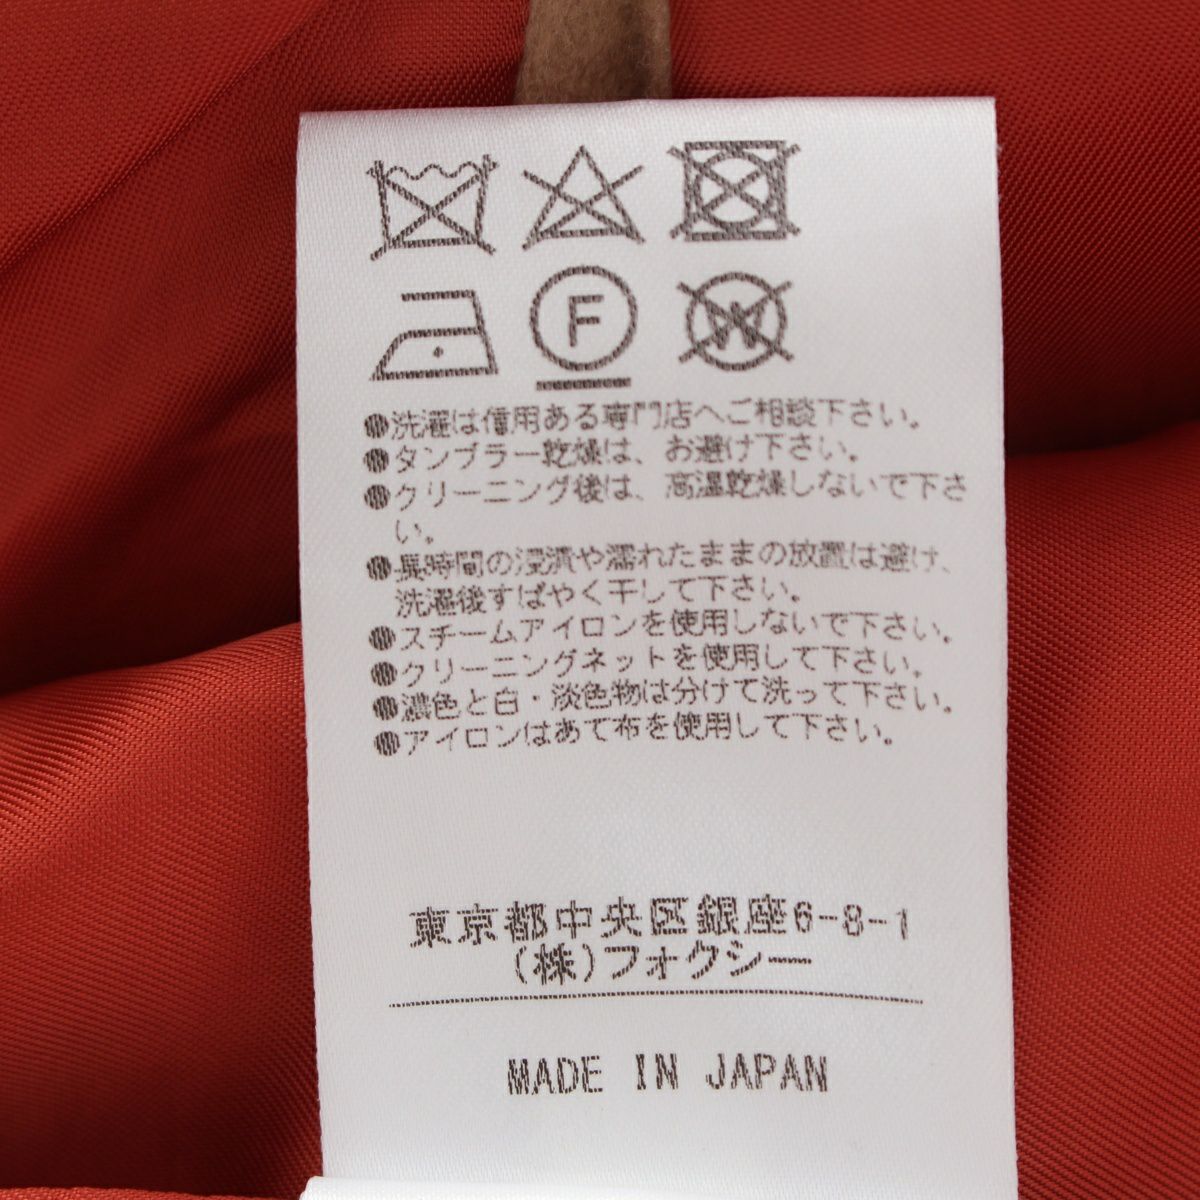 F
W
●洗濯は信用ある専門店へご相談下さい。
●タンブラー乾燥は、お避け下さい。
●クリーニング後は、高温乾燥しないで下さ
い。
●長時間の浸漬や濡れたままの放置は避け、
洗濯後すばやく干して下さい。
●スチームアイロンを使用しないで下さい。
●クリーニングネットを使用して下さい。
●濃色と白・淡色物は分けて洗って下さい。
●アイロンはあて布を使用して下さい。
東京都中央区銀座6-8-1
(株)フォクシー
MADE IN JAPAN